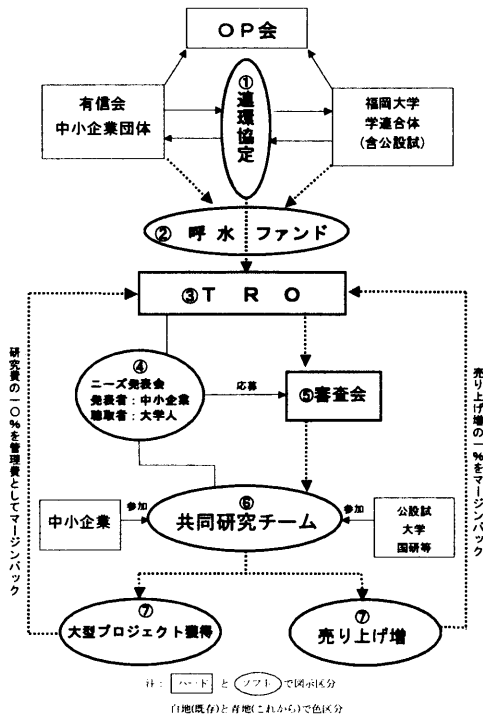 ＯＰ会
有信会
中小企業団体
①連環協定
福岡大学
学連合体
(含公設試)
② 呼水ファンド
③ＴＲＯ
④
ニーズ発表会
発表者：中小企業
聴取者：大学人
応募
⑤審査会
研究費の一〇％を管理費としてマージンバック
売り上げ増の一％をマージンバック
中小企業
参加
⑥
共同研究チーム
参加
公設試
大学
国研等
⑦
大型プロジェクト獲得
⑦
売り上げ増
注： ハード と ソフト で図示区分
白地(既存)と青地(これから)で色区分